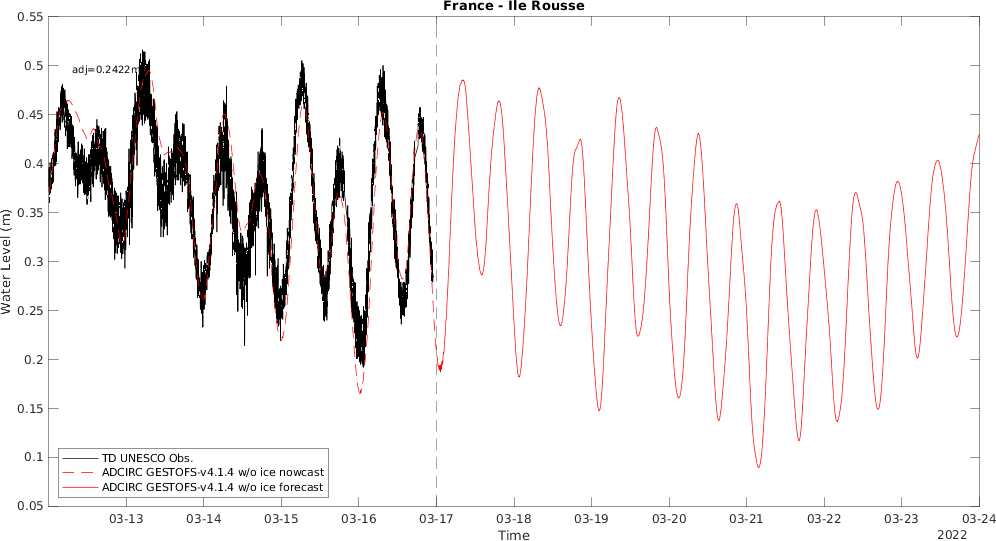 France - Ile Rousse
0.55
0.5
0.45
0.4
0.35
0.3
0.25
0.2
0.15
0.1
0.05
Water Level (m)
adj=0.2422m
TD UNESCO Obs.
ADCIRC GESTOFS-v4.1.4 w/o ice nowcast
ADCIRC GESTOFS-v4.1.4 w/o ice forecast
03-13 03-14 03-15 03-16 03-17 03-18 03-19 03-20 03-21 03-22 03-23 03-24
Time
2022